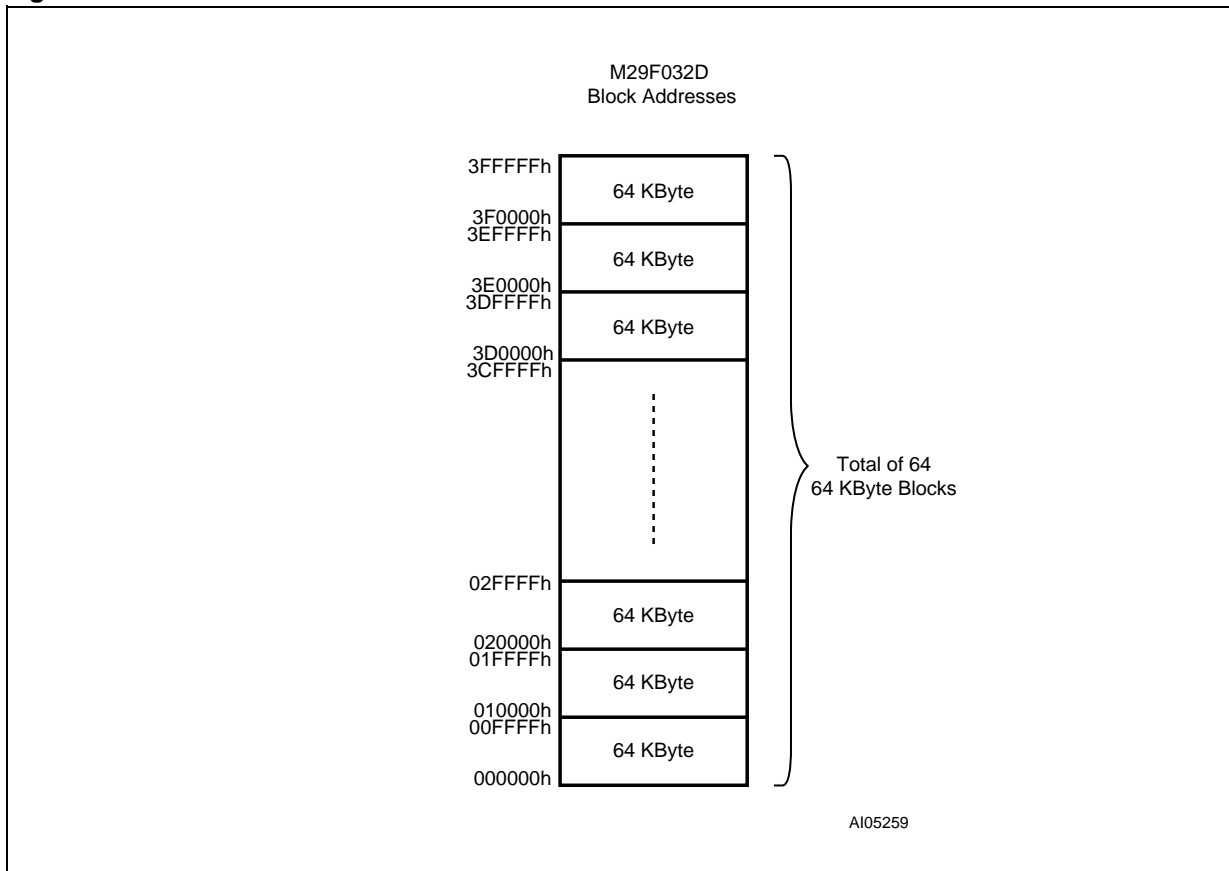 M29F032D
Block Addresses
3FFFFFh
64 KByte
3F0000h
3EFFFFh
64 KByte
3E0000h
3DFFFFh
64 KByte
3D0000h
3CFFFFh
Total of 64
64 KByte Blocks
02FFFFh
64 KByte
020000h
01FFFFh
64 KByte
010000h
00FFFFh
64 KByte
000000h
AI05259